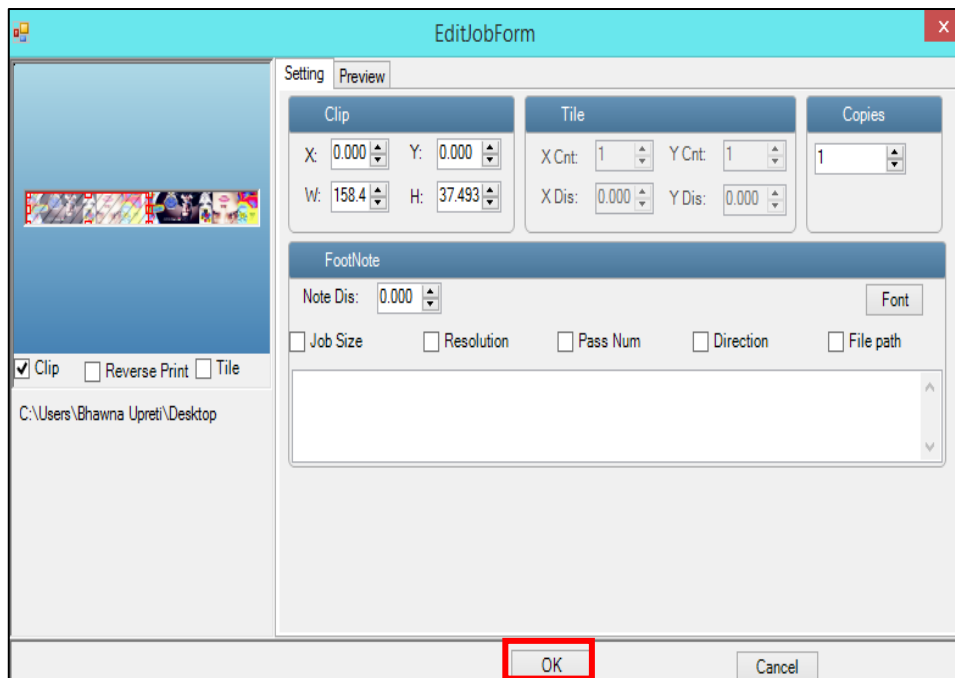 EditJobForm
x
Setting Preview
Clip Tile Copies
X: 0.000 Y: 0.000 X Cnt: 1 Y Cnt: 1 1
W: 158.4 H: 37.493 X Dis: 0.000 Y Dis: 0.000
FootNote
Note Dis: 0.000 Font
Job Size Resolution Pass Num Direction File path
Clip Reverse Print Tile
C:\Users\Bhawna Upreti\Desktop
OK Cancel